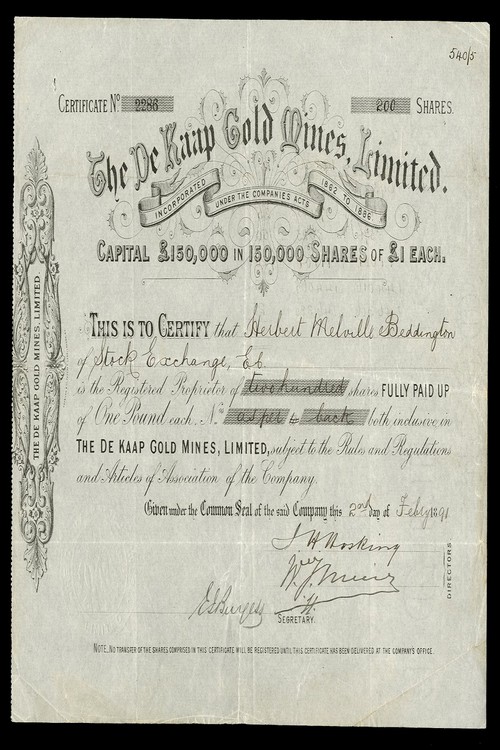 540/5
CERTIFICATE No 2286 200 SHARES.
The De Kaap Gold Mines, Limited.
INCORPORATED UNDER THE COMPANIES ACTS 1862 TO 1886
CAPITAL £150,000 IN 150,000 SHARES OF £1 EACH.
THE DE KAAP GOLD MINES, LIMITED
THIS IS TO CERTIFY that Herbert Melville Beddington
of Stock Exchange, E.C.
is the Registered Proprietor of two hundred shares FULLY PAID UP
of One Pound each, Nos as per to back both inclusive in
THE DE KAAP GOLD MINES, LIMITED, subject to the Rules and Regulations
and Articles of Association of the Company.
Given under the Common Seal of the said Company this 2nd day of Feby 1891
J. H. Hosking
DIRECTORS
E Burgess
SECRETARY.
NOTE, NO TRANSFER OF THE SHARES COMPRISED IN THIS CERTIFICATE WILL BE REGISTERED UNTIL THIS CERTIFICATE HAS BEEN DELIVERED AT THE COMPANY'S OFFICE.